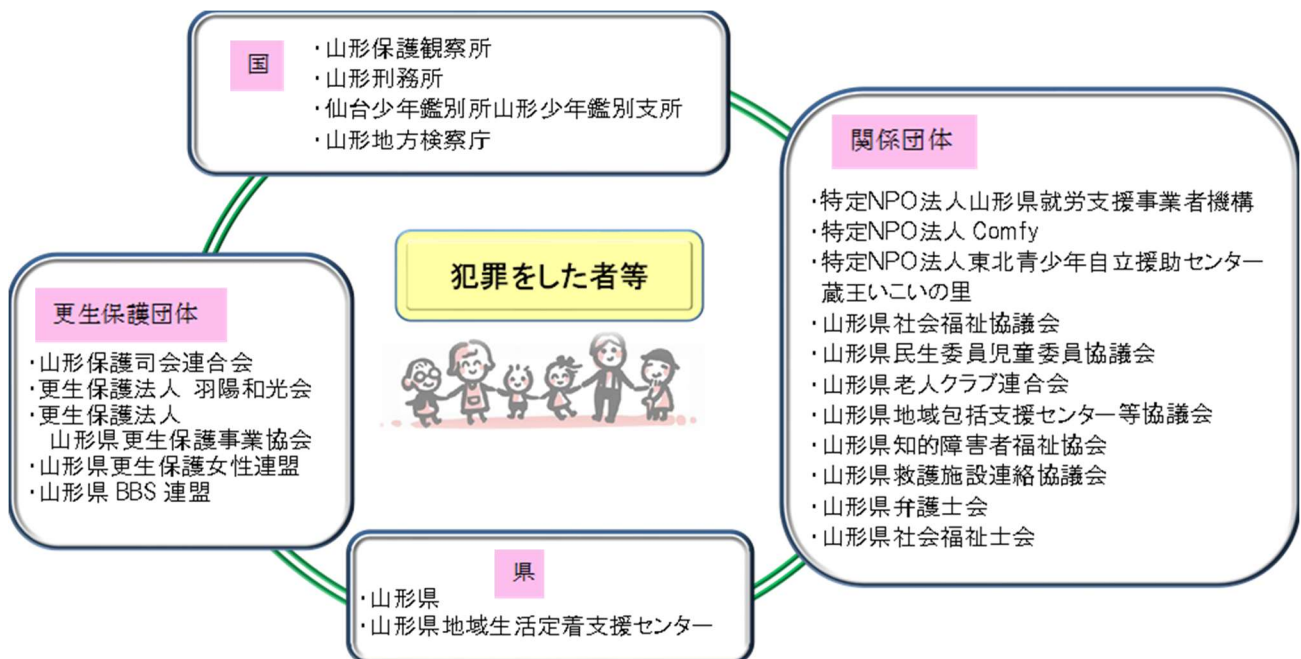 国
・山形保護観察所
・山形刑務所
・仙台少年鑑別所山形少年鑑別支所
・山形地方検察庁
関係団体
・特定NPO法人山形県就労支援事業者機構
・特定NPO法人 Comfy
・特定NPO法人東北青少年自立援助センター
蔵王いこいの里
・山形県社会福祉協議会
・山形県民生委員児童委員協議会
・山形県老人クラブ連合会
・山形県地域包括支援センター等協議会
・山形県知的障害者福祉協会
・山形県救護施設連絡協議会
・山形県弁護士会
・山形県社会福祉士会
犯罪をした者等
更生保護団体
・山形保護司会連合会
・更生保護法人 羽陽和光会
・更生保護法人
山形県更生保護事業協会
・山形県更生保護女性連盟
・山形県 BBS 連盟
県
・山形県
・山形県地域生活定着支援センター